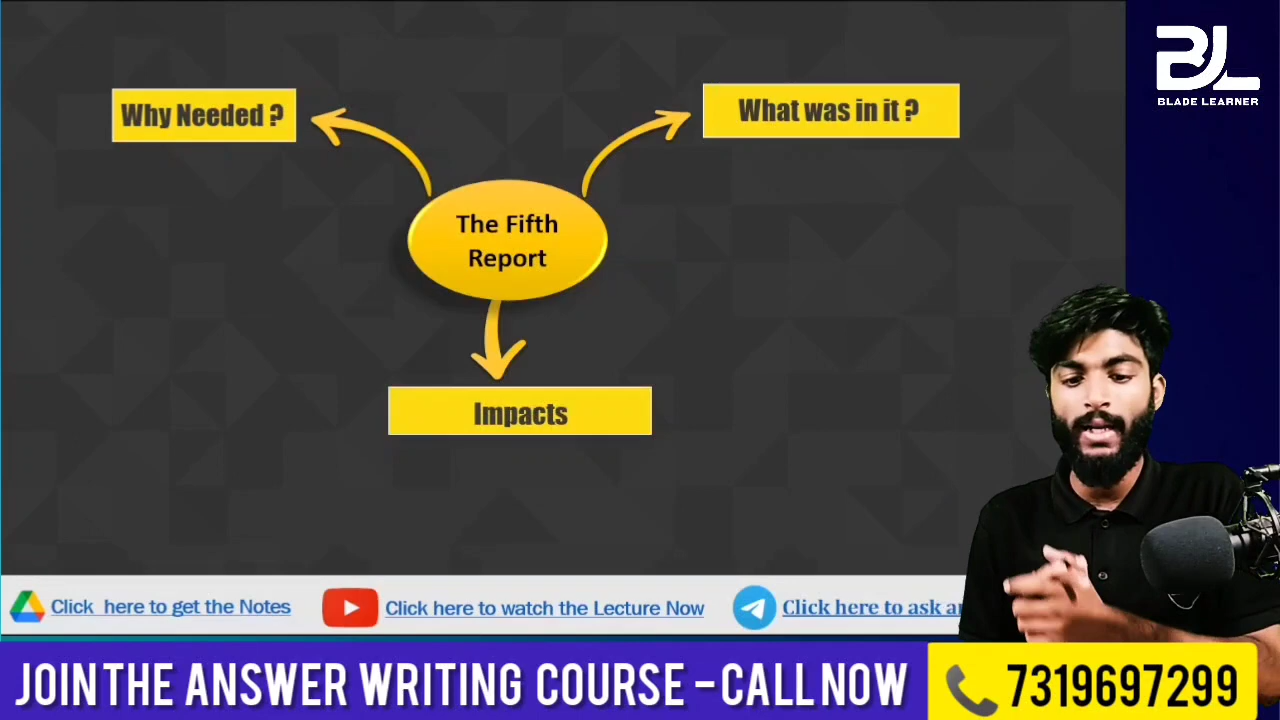 BL
BLADE LEARNER
Why Needed ?
What was in it ?
The Fifth
Report
Impacts
Click here to get the Notes
Click here to watch the Lecture Now
Click here to ask
JOIN THE ANSWER WRITING COURSE - CALL NOW
7319697299